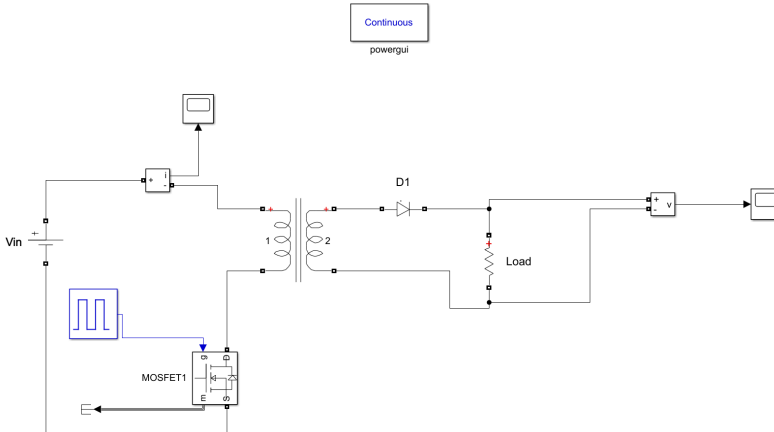 Continuous
powergui
i
+
-
D1
+
+
+
-
v
+
Vin
1
2
+
Load
g
D
MOSFET1
m
S